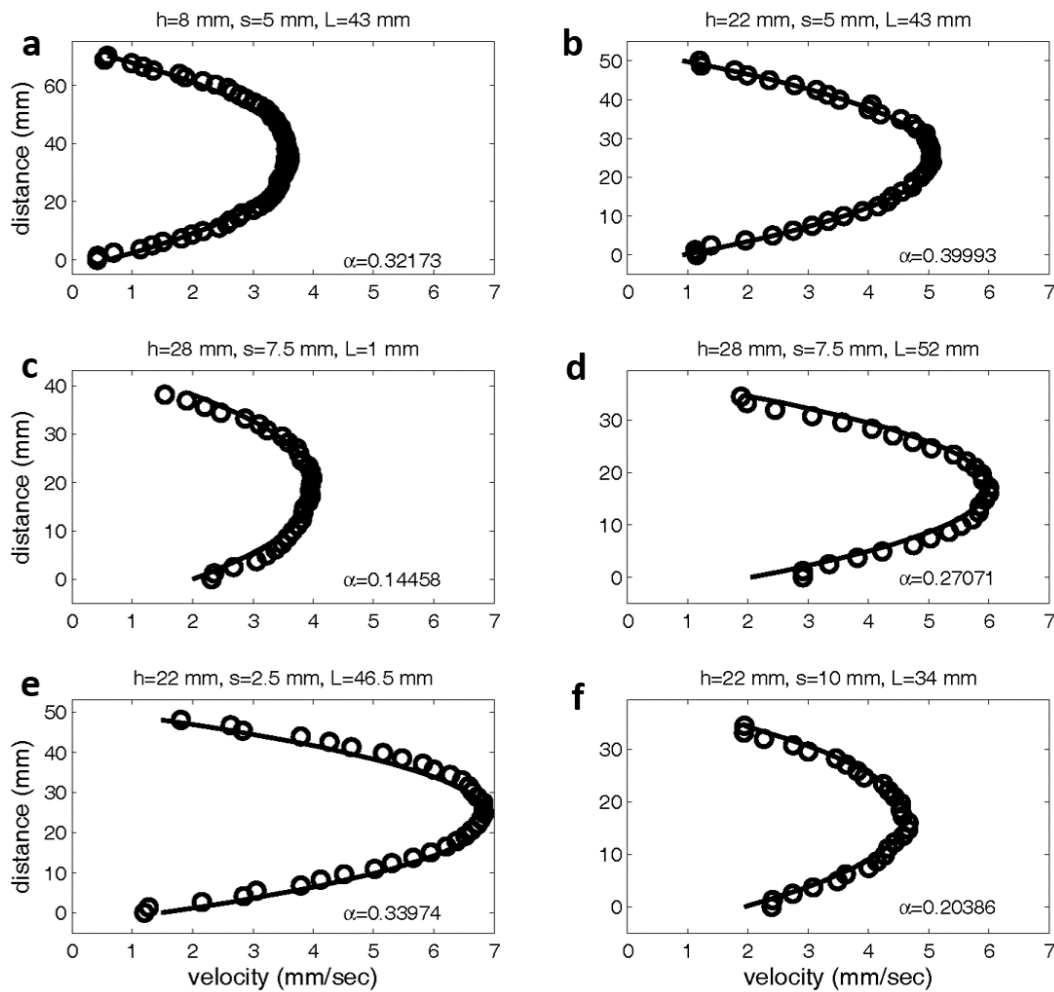 a
h=8 mm, s=5 mm, L=43 mm
distance (mm)
60
40
20
0
α=0.32173
0 1 2 3 4 5 6 7
b
h=22 mm, s=5 mm, L=43 mm
50
40
30
20
10
0
α=0.39993
0 1 2 3 4 5 6 7
c
h=28 mm, s=7.5 mm, L=1 mm
distance (mm)
40
30
20
10
0
α=0.14458
0 1 2 3 4 5 6 7
d
h=28 mm, s=7.5 mm, L=52 mm
30
20
10
0
α=0.27071
0 1 2 3 4 5 6 7
e
h=22 mm, s=2.5 mm, L=46.5 mm
distance (mm)
50
40
30
20
10
0
α=0.33974
0 1 2 3 4 5 6 7
velocity (mm/sec)
f
h=22 mm, s=10 mm, L=34 mm
30
20
10
0
α=0.20386
0 1 2 3 4 5 6 7
velocity (mm/sec)